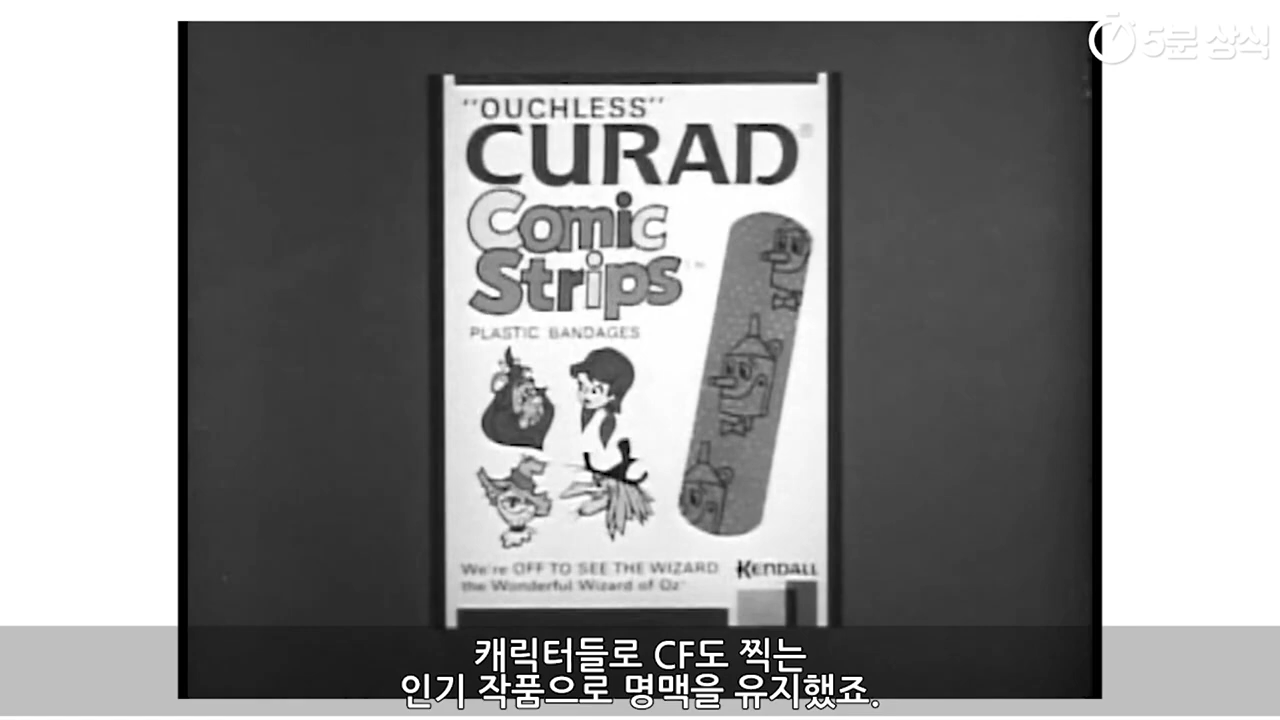 5분 상식
"OUCHLESS"
CURAD®
Comic
Strips
PLASTIC BANDAGES
We're OFF TO SEE THE WIZARD
the Wonderful Wizard of Oz
KENDALL
캐릭터들로 CF도 찍는
인기 작품으로 명맥을 유지했죠.